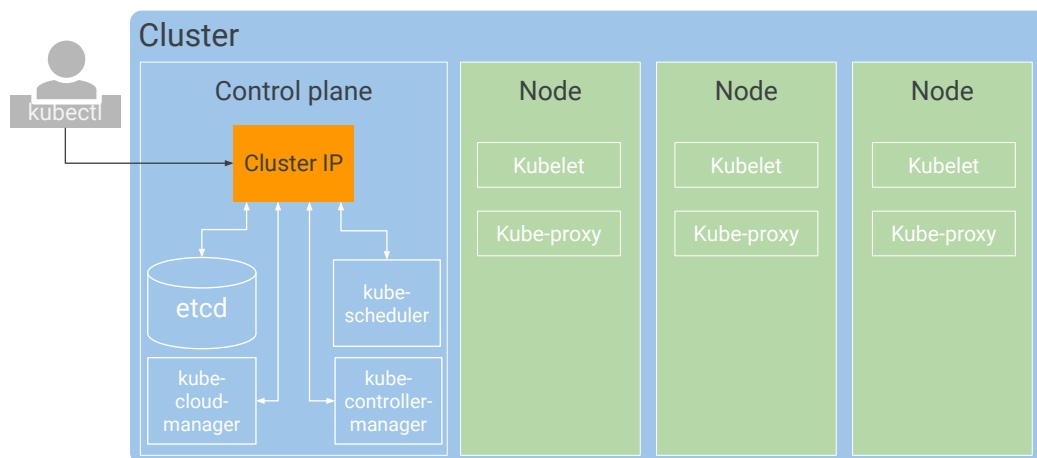 Cluster
kubectl
Control plane
Cluster IP
etcd
kube-
scheduler
kube-
cloud-
manager
kube-
controller-
manager
Node
Kubelet
Kube-proxy
Node
Kubelet
Kube-proxy
Node
Kubelet
Kube-proxy